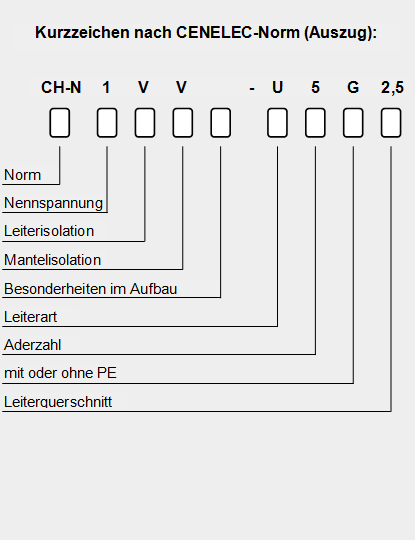 Kurzzeichen nach CENELEC-Norm (Auszug):
CH-N 1 V V - U 5 G 2,5
Norm
Nennspannung
Leiterisolation
Mantelisolation
Besonderheiten im Aufbau
Leiterart
Aderzahl
mit oder ohne PE
Leiterquerschnitt